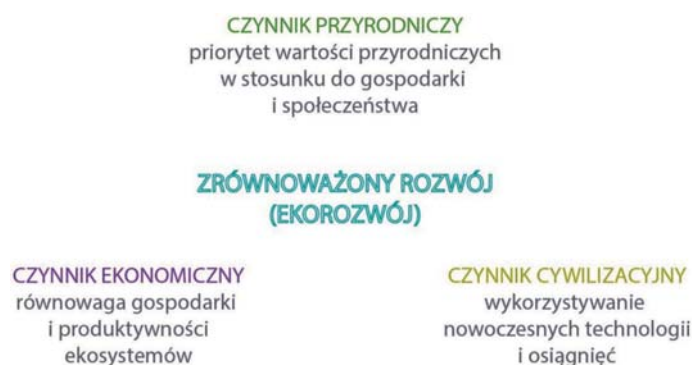 CZYNNIK PRZYRODNICZY
priorytet wartości przyrodniczych
w stosunku do gospodarki
i społeczeństwa
ZRÓWNOWAŻONY ROZWÓJ
(EKOROZWÓJ)
CZYNNIK EKONOMICZNY
równowaga gospodarki
i produktywności
ekosystemów
CZYNNIK CYWILIZACYJNY
wykorzystywanie
nowoczesnych technologii
i osiągnięć